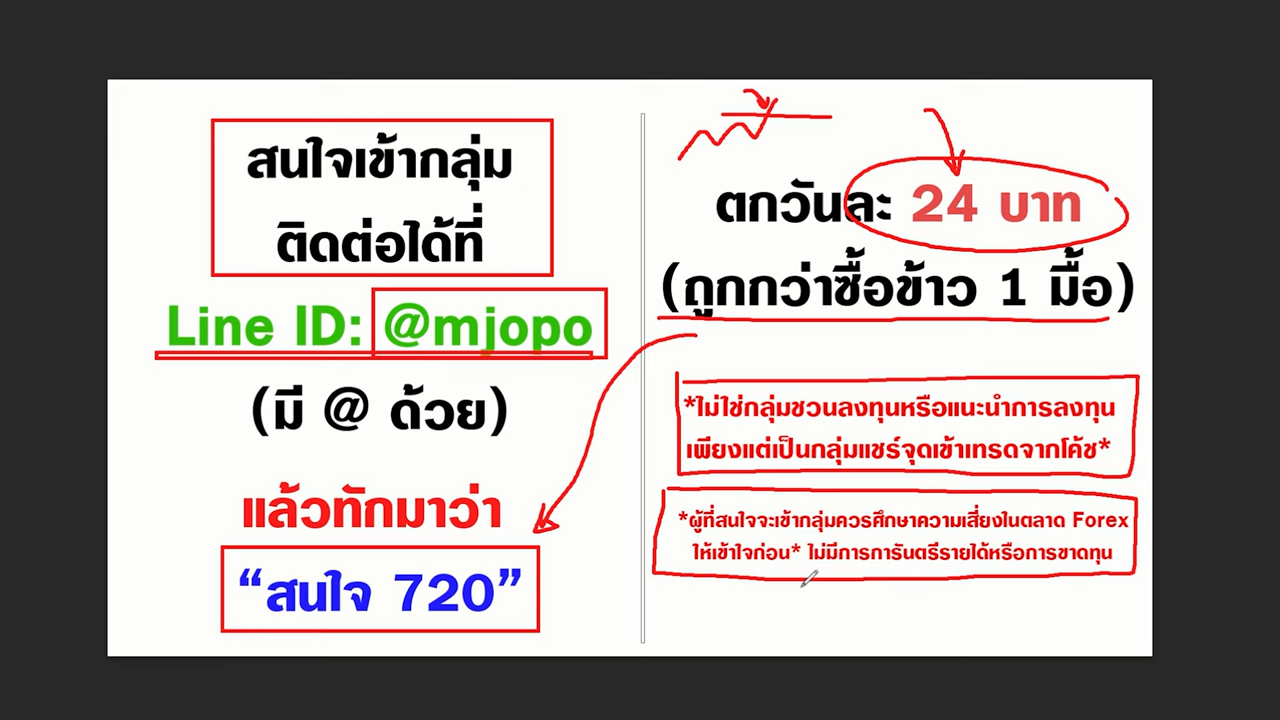 สนใจเข้ากลุ่ม
ติดต่อได้ที่
Line ID: @mjopo
(มี @ ด้วย)
แล้วทักมาว่า
“สนใจ 720”
ตกวันละ 24 บาท
(ถูกกว่าซื้อข้าว 1 มื้อ)
*ไม่ใช่กลุ่มชวนลงทุนหรือแนะนำการลงทุน
เพียงแต่เป็นกลุ่มแชร์จุดเข้าเทรดจากโค้ช*
*ผู้ที่สนใจจะเข้ากลุ่มควรศึกษาความเสี่ยงในตลาด Forex
ให้เข้าใจก่อน* ไม่มีการการันตรีรายได้หรือการขาดทุน